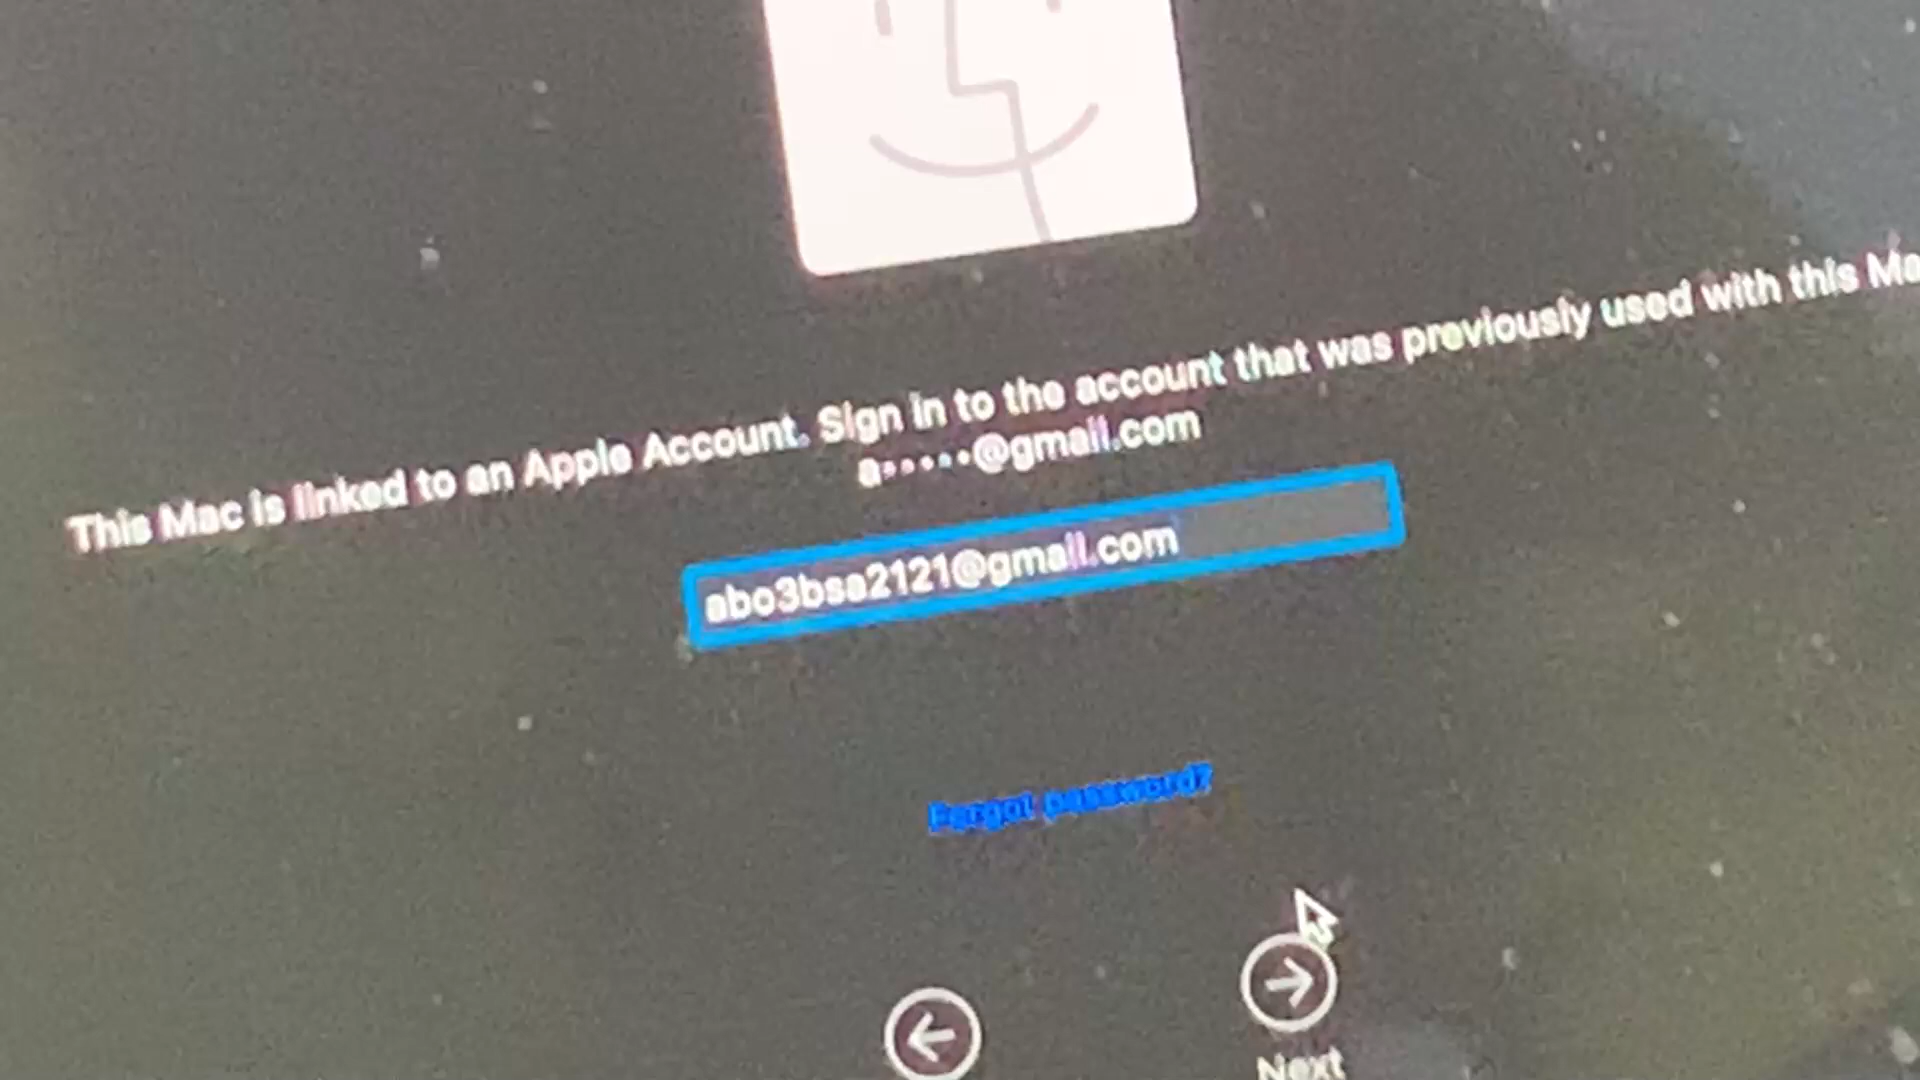 This Mac is linked to an Apple Account. Sign in to the account that was previously used with this Ma
a•••••@gmail.com
abo3bsa2121@gmail.com
Forgot password?
Next